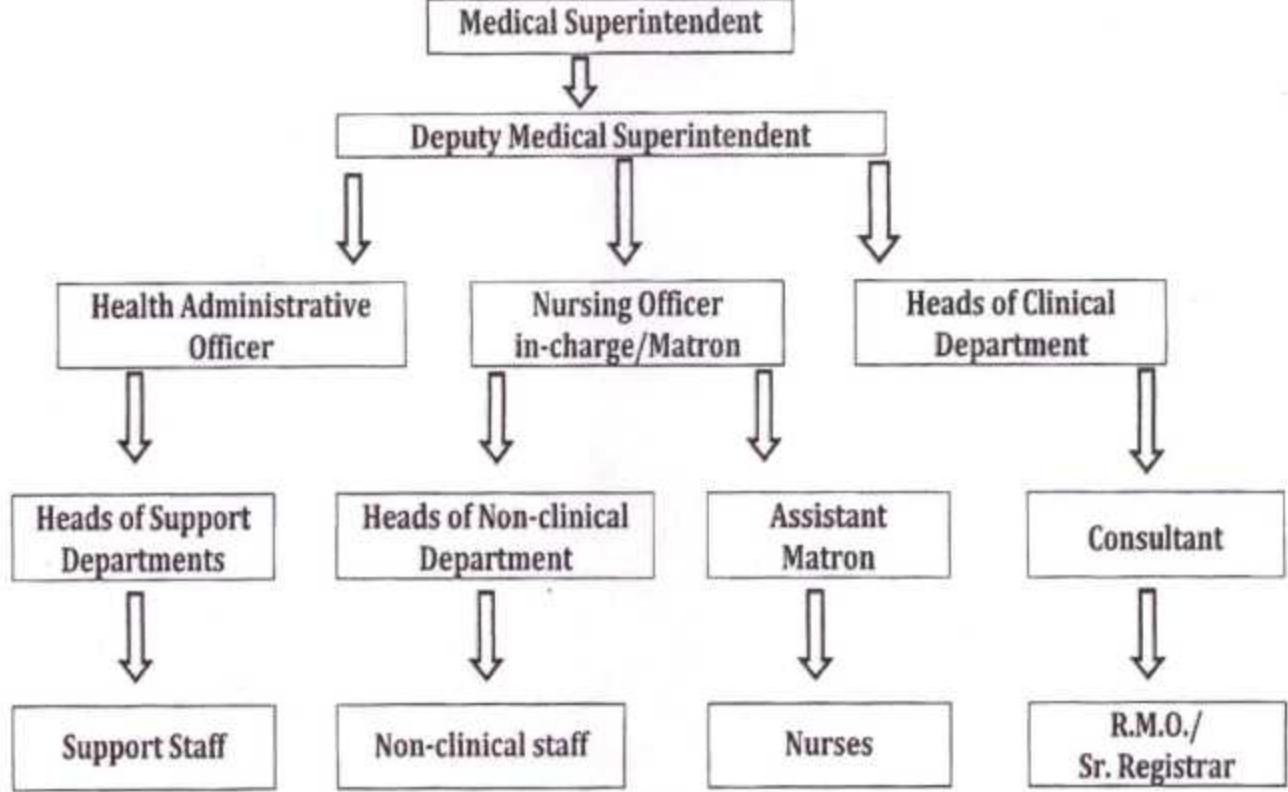 Medical Superintendent
Deputy Medical Superintendent
Health Administrative
Officer
Nursing Officer
in-charge/Matron
Heads of Clinical
Department
Heads of Support
Departments
Heads of Non-clinical
Department
Assistant
Matron
Consultant
Support Staff
Non-clinical staff
Nurses
R.M.O./
Sr. Registrar